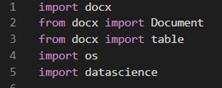 1 import docx
2 from docx import Document
3 from docx import table
4 import os
5 import datascience